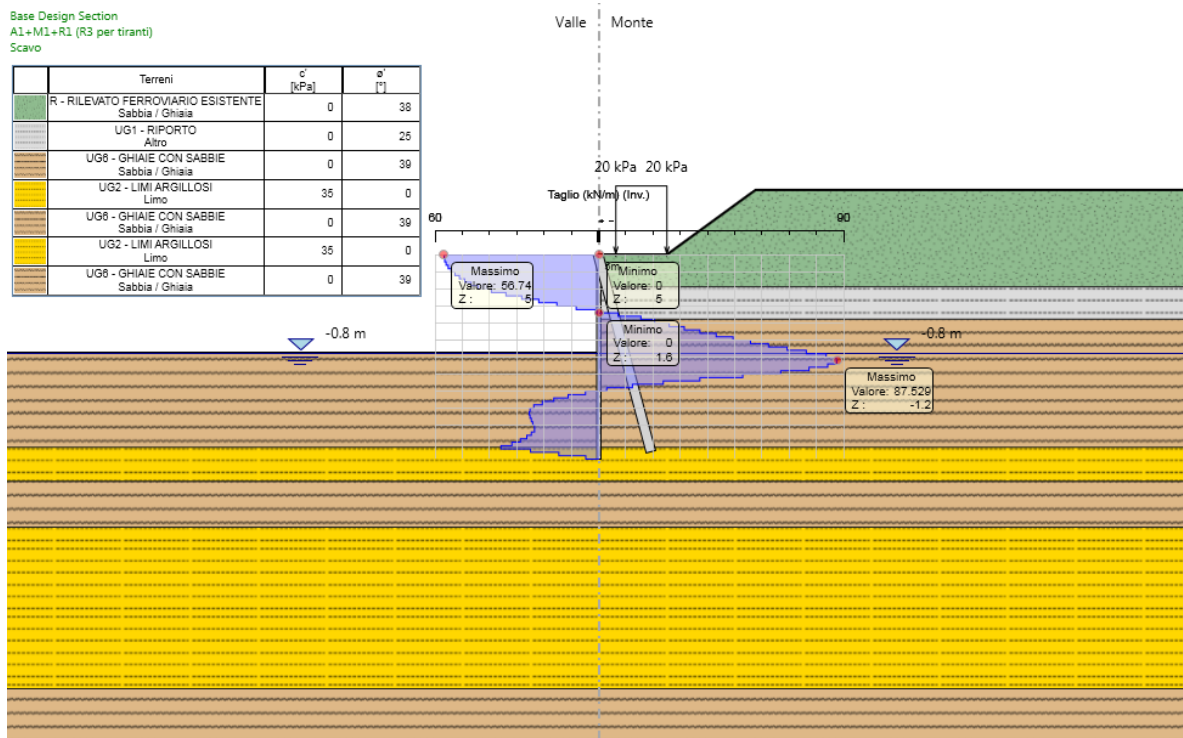 Base Design Section
A1+M1+R1 (R3 per tiranti)
Scavo
Valle
Monte
Terreni
c'
[kPa]
ø'
[°]
R - RILEVATO FERROVIARIO ESISTENTE
Sabbia / Ghiaia
0
38
UG1 - RIPORTO
Altro
0
25
UG6 - GHIAIE CON SABBIE
Sabbia / Ghiaia
0
39
UG2 - LIMI ARGILLOSI
Limo
35
0
UG6 - GHIAIE CON SABBIE
Sabbia / Ghiaia
0
39
UG2 - LIMI ARGILLOSI
Limo
35
0
UG6 - GHIAIE CON SABBIE
Sabbia / Ghiaia
0
39
20 kPa
20 kPa
Taglio (kN/m) (Inv.)
60
90
Massimo
Valore: 56.74
Z : 5
Minimo
Valore: 0
Z : 5
Minimo
Valore: 0
Z : 1.6
-0.8 m
-0.8 m
Massimo
Valore: 87.529
Z : -1.2